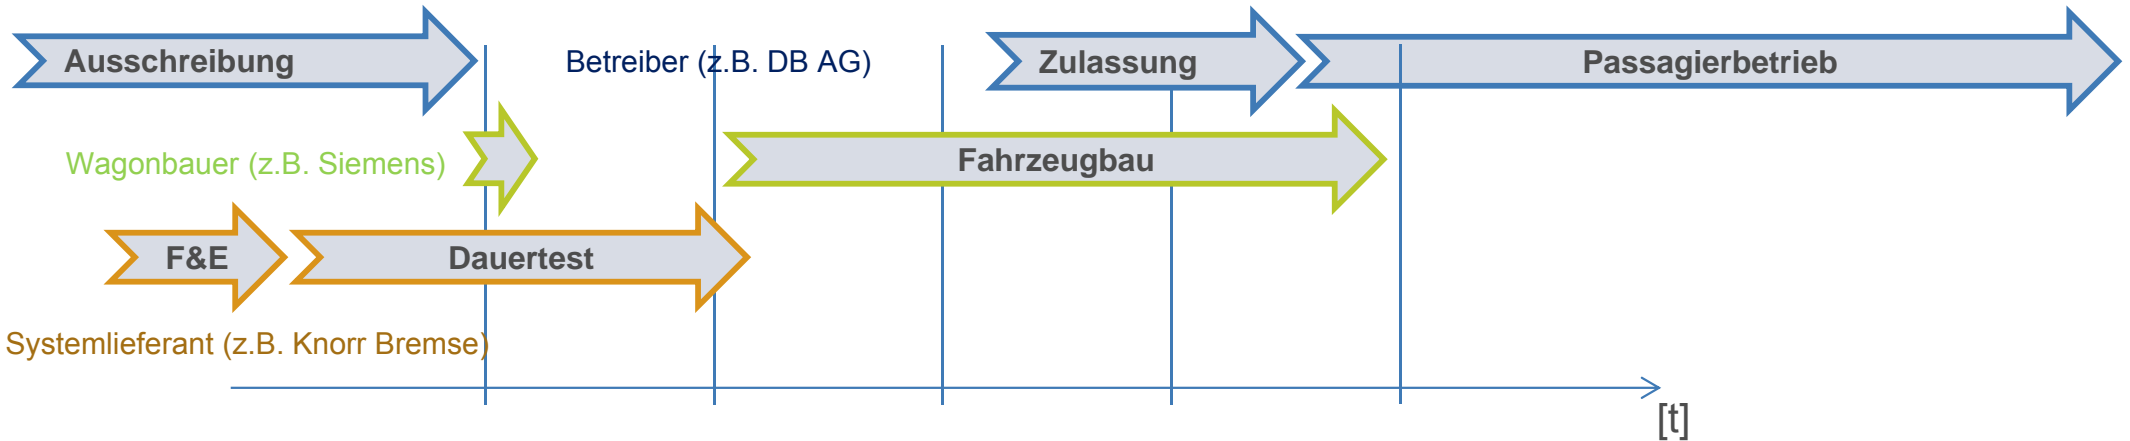 Ausschreibung
Betreiber (z.B. DB AG)
Zulassung
Passagierbetrieb
Wagonbauer (z.B. Siemens)
Fahrzeugbau
F&E
Dauertest
Systemlieferant (z.B. Knorr Bremse)
[t]